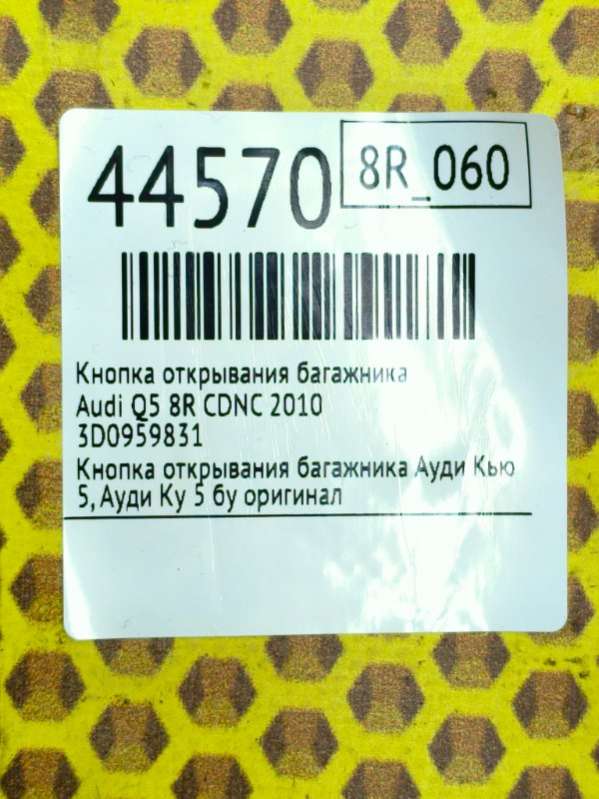 44570
8R_060
Кнопка открывания багажника
Audi Q5 8R CDNC 2010
3D0959831
Кнопка открывания багажника Ауди Кью
5, Ауди Ку 5 бу оригинал